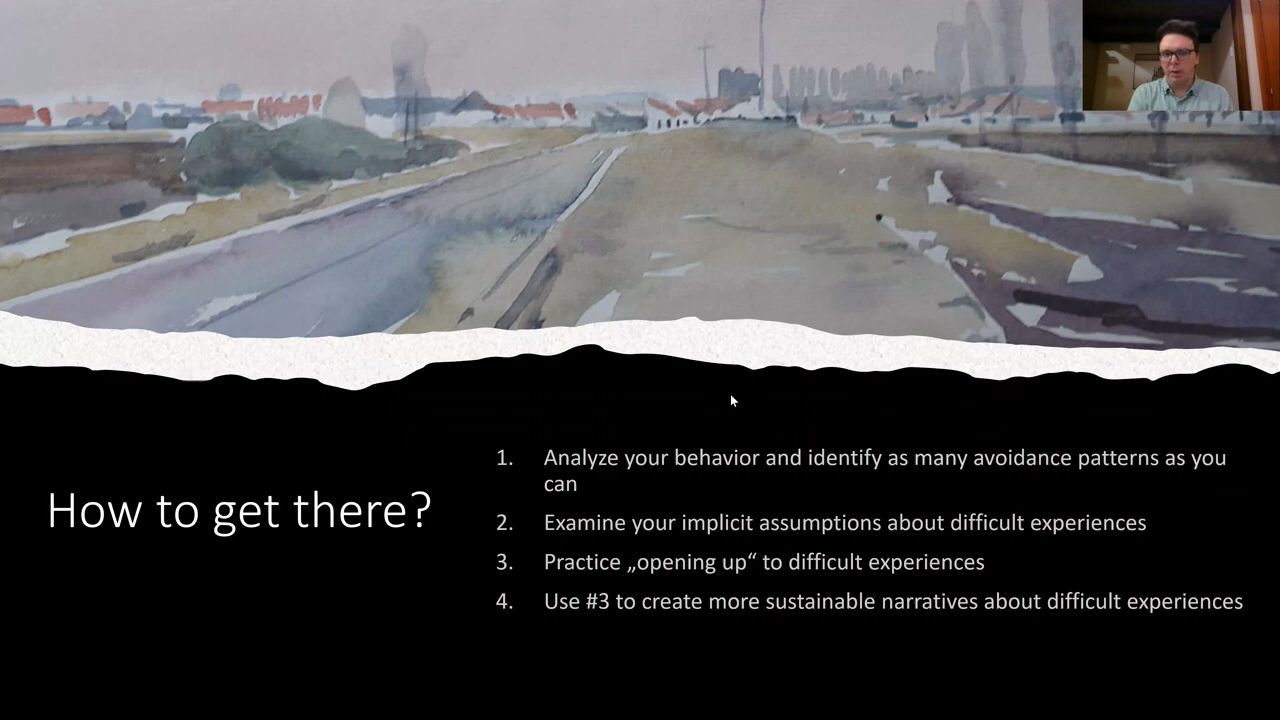 How to get there?
1. Analyze your behavior and identify as many avoidance patterns as you
can
2. Examine your implicit assumptions about difficult experiences
3. Practice „opening up“ to difficult experiences
4. Use #3 to create more sustainable narratives about difficult experiences